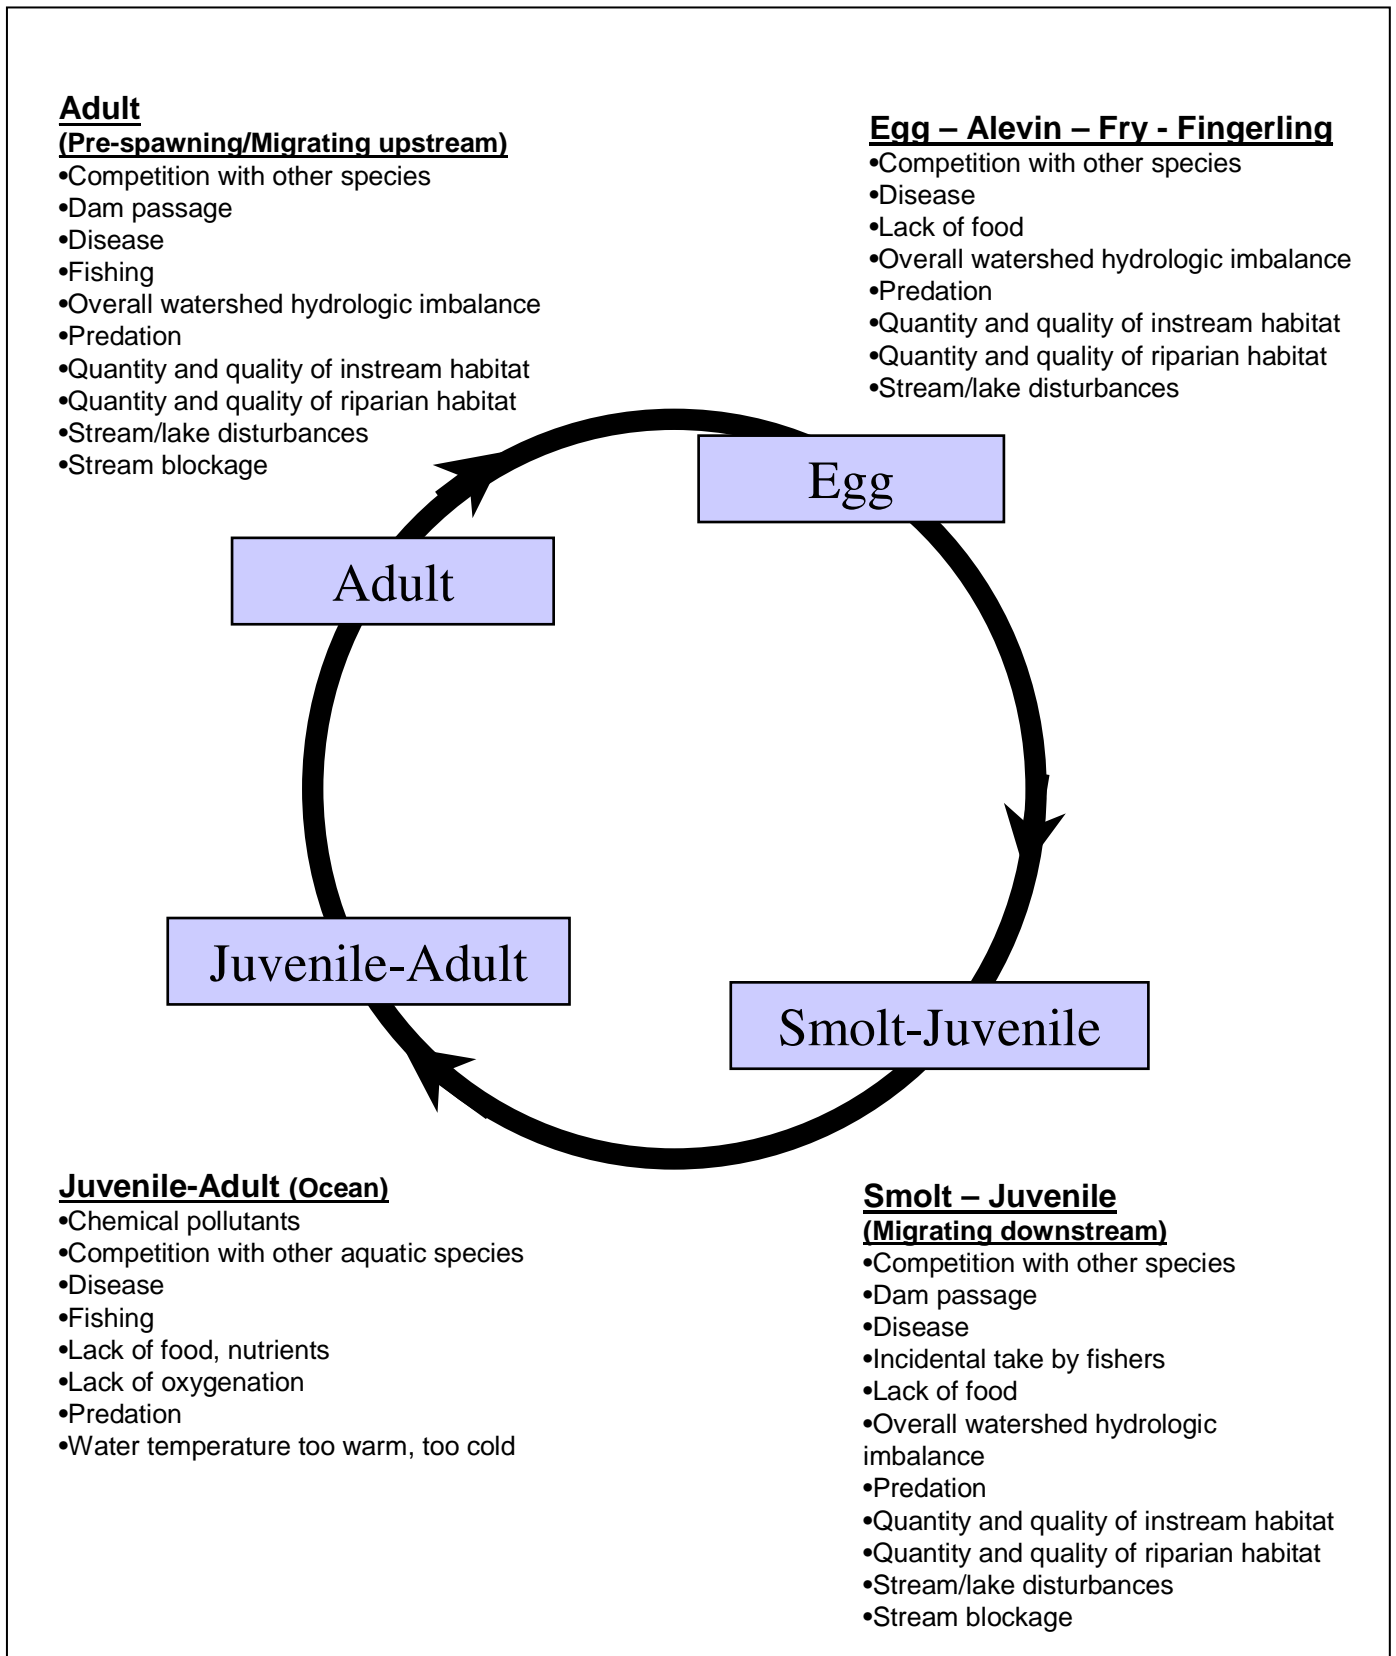 Adult
(Pre-spawning/Migrating upstream)
•Competition with other species
•Dam passage
•Disease
•Fishing
•Overall watershed hydrologic imbalance
•Predation
•Quantity and quality of instream habitat
•Quantity and quality of riparian habitat
•Stream/lake disturbances
•Stream blockage
Egg – Alevin – Fry - Fingerling
•Competition with other species
•Disease
•Lack of food
•Overall watershed hydrologic imbalance
•Predation
•Quantity and quality of instream habitat
•Quantity and quality of riparian habitat
•Stream/lake disturbances
Egg
Adult
Juvenile-Adult
Smolt-Juvenile
Juvenile-Adult (Ocean)
•Chemical pollutants
•Competition with other aquatic species
•Disease
•Fishing
•Lack of food, nutrients
•Lack of oxygenation
•Predation
•Water temperature too warm, too cold
Smolt – Juvenile
(Migrating downstream)
•Competition with other species
•Dam passage
•Disease
•Incidental take by fishers
•Lack of food
•Overall watershed hydrologic
imbalance
•Predation
•Quantity and quality of instream habitat
•Quantity and quality of riparian habitat
•Stream/lake disturbances
•Stream blockage